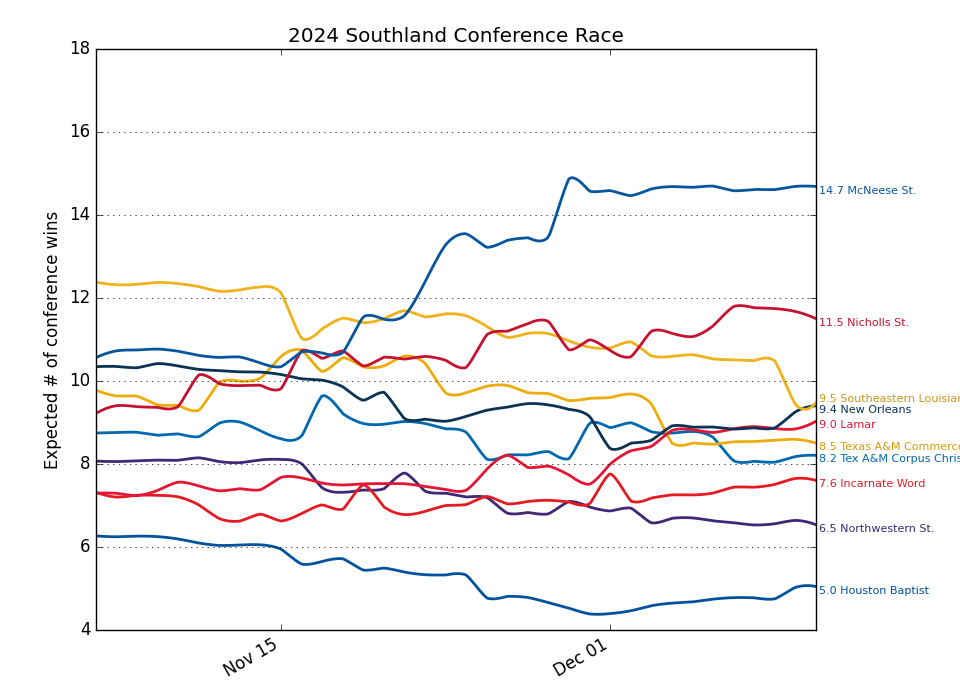 2024 Southland Conference Race
18
16
14
12
10
8
6
4
Expected # of conference wins
Nov 15
Dec 01
14.7 McNeese St.
11.5 Nicholls St.
9.5 Southeastern Louisian
9.4 New Orleans
9.0 Lamar
8.5 Texas A&M Commerce
8.2 Tex A&M Corpus Chris
7.6 Incarnate Word
6.5 Northwestern St.
5.0 Houston Baptist